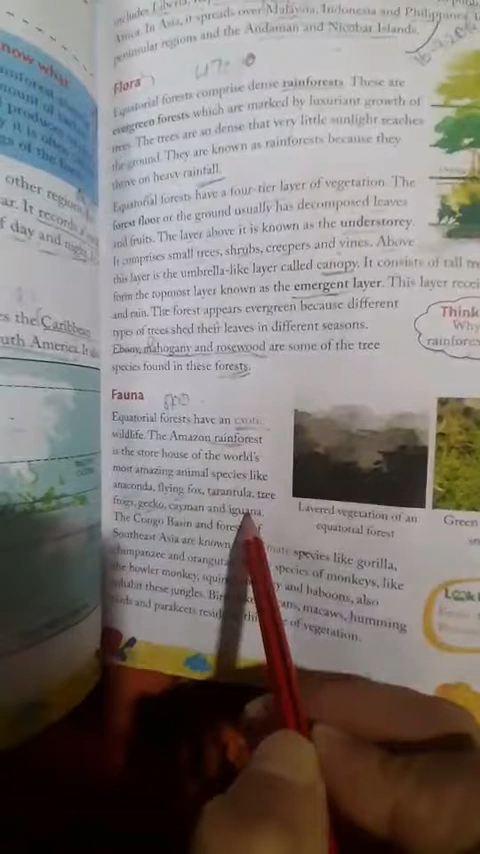 includes Liberia,
Africa. In Asia, it spreads over Malaysia, Indonesia and Philippines. I
peninsular regions and the Andaman and Nicobar Islands.
Flora
Equatorial forests comprise dense rainforests. These are
evergreen forests which are marked by luxuriant growth of
trees. The trees are so dense that very little sunlight reaches
the ground. They are known as rainforests because they
thrive on heavy rainfall.
Equatorial forests have a four-tier layer of vegetation. The
forest floor or the ground usually has decomposed leaves
and fruits. The layer above it is known as the understorey.
It comprises small trees, shrubs, creepers and vines. Above
this layer is the umbrella-like layer called canopy. It consists of tall
form the topmost layer known as the emergent layer. This layer
and rain. The forest appears evergreen because different
types of trees shed their leaves in different seasons.
Ebony, mahogany and rosewood are some of the tree
species found in these forests.
Fauna
Equatorial forests have an exotic
wildlife. The Amazon rainforest
is the store house of the world's
most amazing animal species like
anaconda, flying fox, tarantula, tree
frogs, gecko, cayman and iguana.
The Congo Basin and
Southeast Asia are known species like gorilla,
chimpanzee and species of monkeys, like
the howler monkey, and baboons, also
inhabit these jungles. macaws, humming
and parakeets of vegetation.
Layered vegetation of an
equatorial forest
Green
Think
Why
Look
now what
other region
ar. It records
f day and night.
es the Caribbean
uth America. It